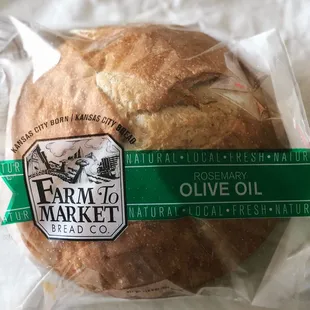 KANSAS CITY BORN / KANSAS CITY BREAD
FARM TO
MARKET
BREAD CO.
NATURAL • LOCAL • FRESH • NATURAL
ROSEMARY
OLIVE OIL
NATURAL • LOCAL • FRESH • NATURAL